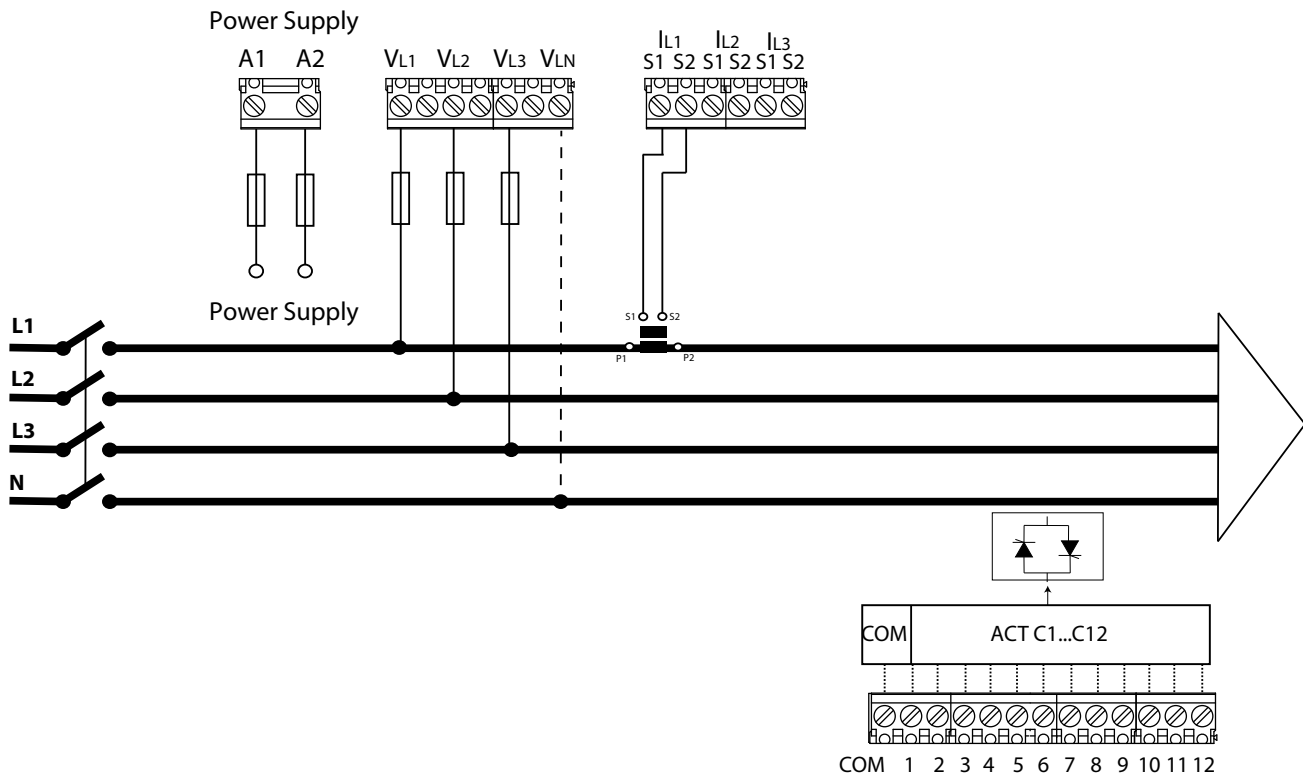 Power Supply
A1 A2
VL1 VL2 VL3 VLN
IL1 IL2 IL3
S1 S2 S1 S2 S1 S2
Power Supply
L1
S1 S2
P1 P2
L2
L3
N
COM ACT C1...C12
COM 1 2 3 4 5 6 7 8 9 10 11 12